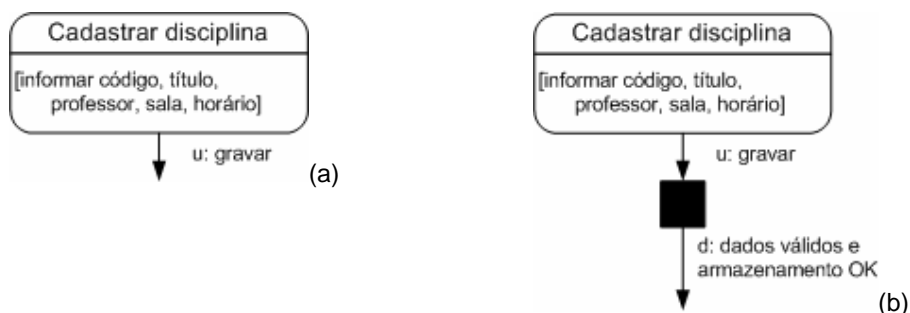 Cadastrar disciplina
[informar código, título,
professor, sala, horário]
u: gravar
(a)
Cadastrar disciplina
[informar código, título,
professor, sala, horário]
u: gravar
d: dados válidos e
armazenamento OK
(b)